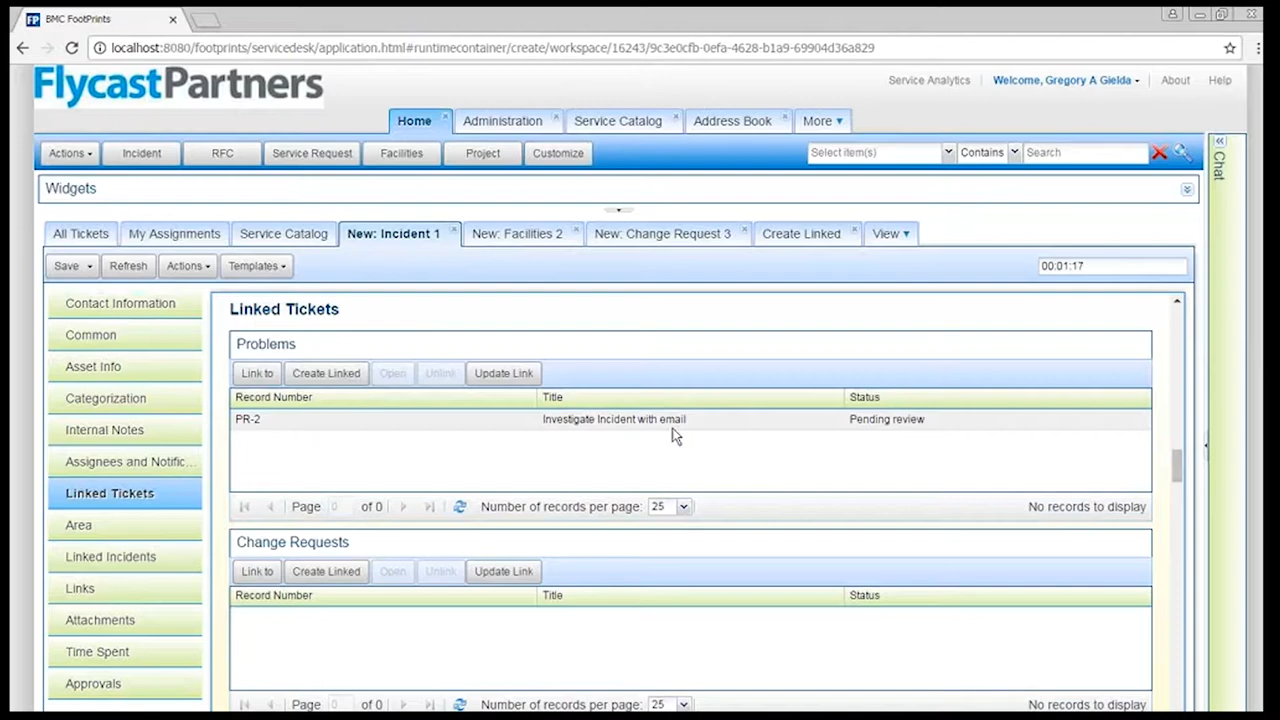 BMC FootPrints
localhost:8080/footprints/servicedesk/application.html#runtimecontainer/create/workspace/16243/9c3e0cfb-0efa-4628-b1a9-69904d36a829
FlycastPartners
Service Analytics Welcome, Gregory A Gielda About Help
Home Administration Service Catalog Address Book More
Actions Incident RFC Service Request Facilities Project Customize Select item(s) Contains Search
Chat
Widgets
All Tickets My Assignments Service Catalog New: Incident 1 New: Facilities 2 New: Change Request 3 Create Linked View
Save Refresh Actions Templates 00:01:17
Contact Information
Common
Asset Info
Categorization
Internal Notes
Assignees and Notific...
Linked Tickets
Area
Linked Incidents
Links
Attachments
Time Spent
Approvals
Linked Tickets
Problems
Link to Create Linked Open Unlink Update Link
Record Number Title Status
PR-2 Investigate Incident with email Pending review
Page 0 of 0 Number of records per page: 25 No records to display
Change Requests
Link to Create Linked Open Unlink Update Link
Record Number Title Status
Page 0 of 0 Number of records per page: 25 No records to display